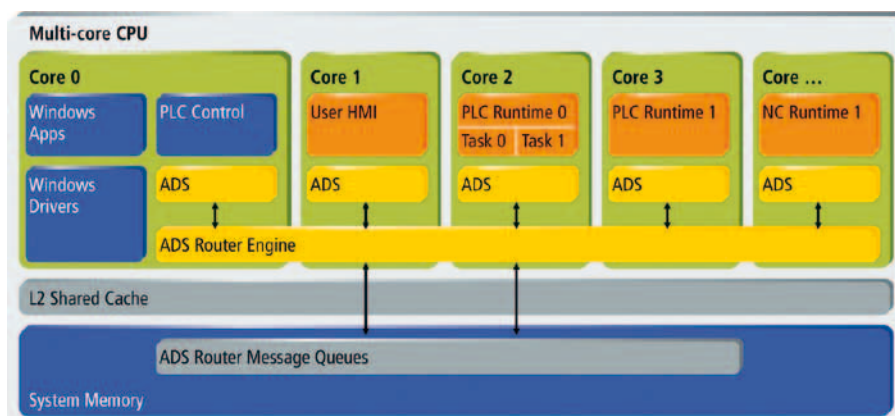 Multi-core CPU
Core 0
Core 1
Core 2
Core 3
Core ...
Windows
Apps
PLC Control
User HMI
PLC Runtime 0
Task 0
Task 1
PLC Runtime 1
NC Runtime 1
Windows
Drivers
ADS
ADS
ADS
ADS
ADS
ADS Router Engine
L2 Shared Cache
ADS Router Message Queues
System Memory